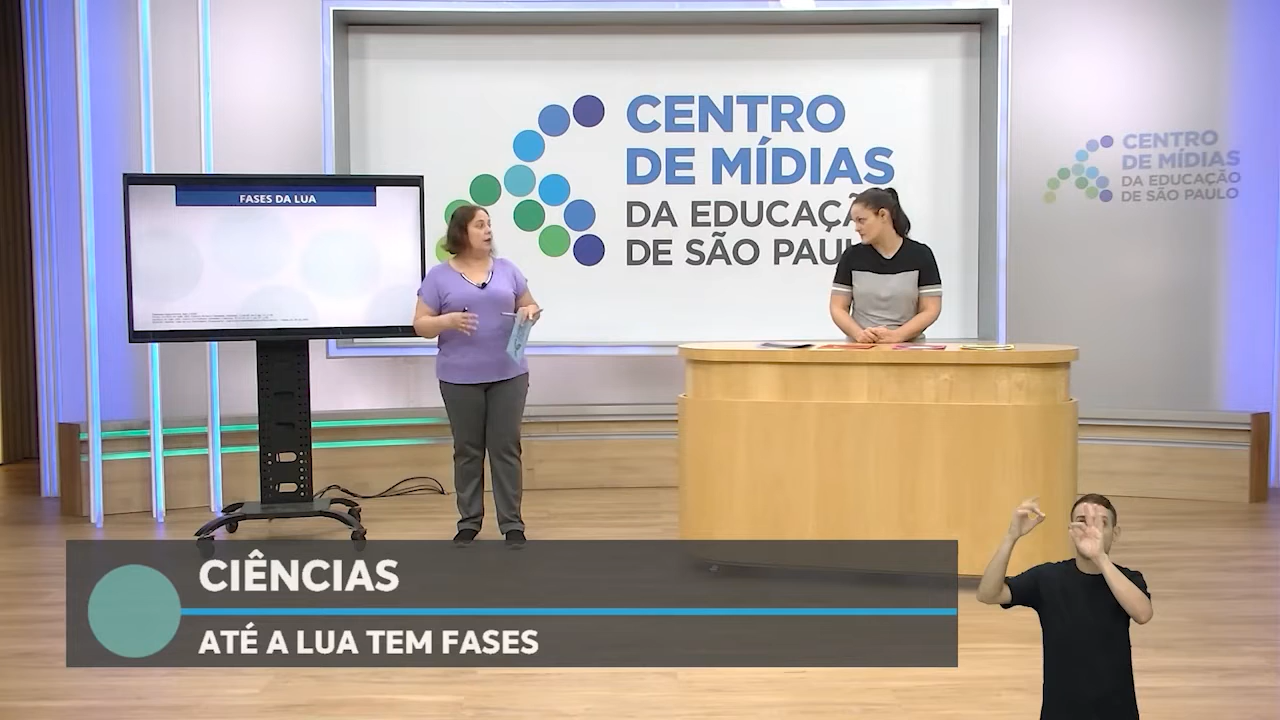 CENTRO
DE MÍDIAS
DA EDUCAÇÃ
DE SÃO PAUL
CENTRO
DE MÍDIAS
DA EDUCAÇÃO
DE SÃO PAULO
FASES DA LUA
CIÊNCIAS
ATÉ A LUA TEM FASES